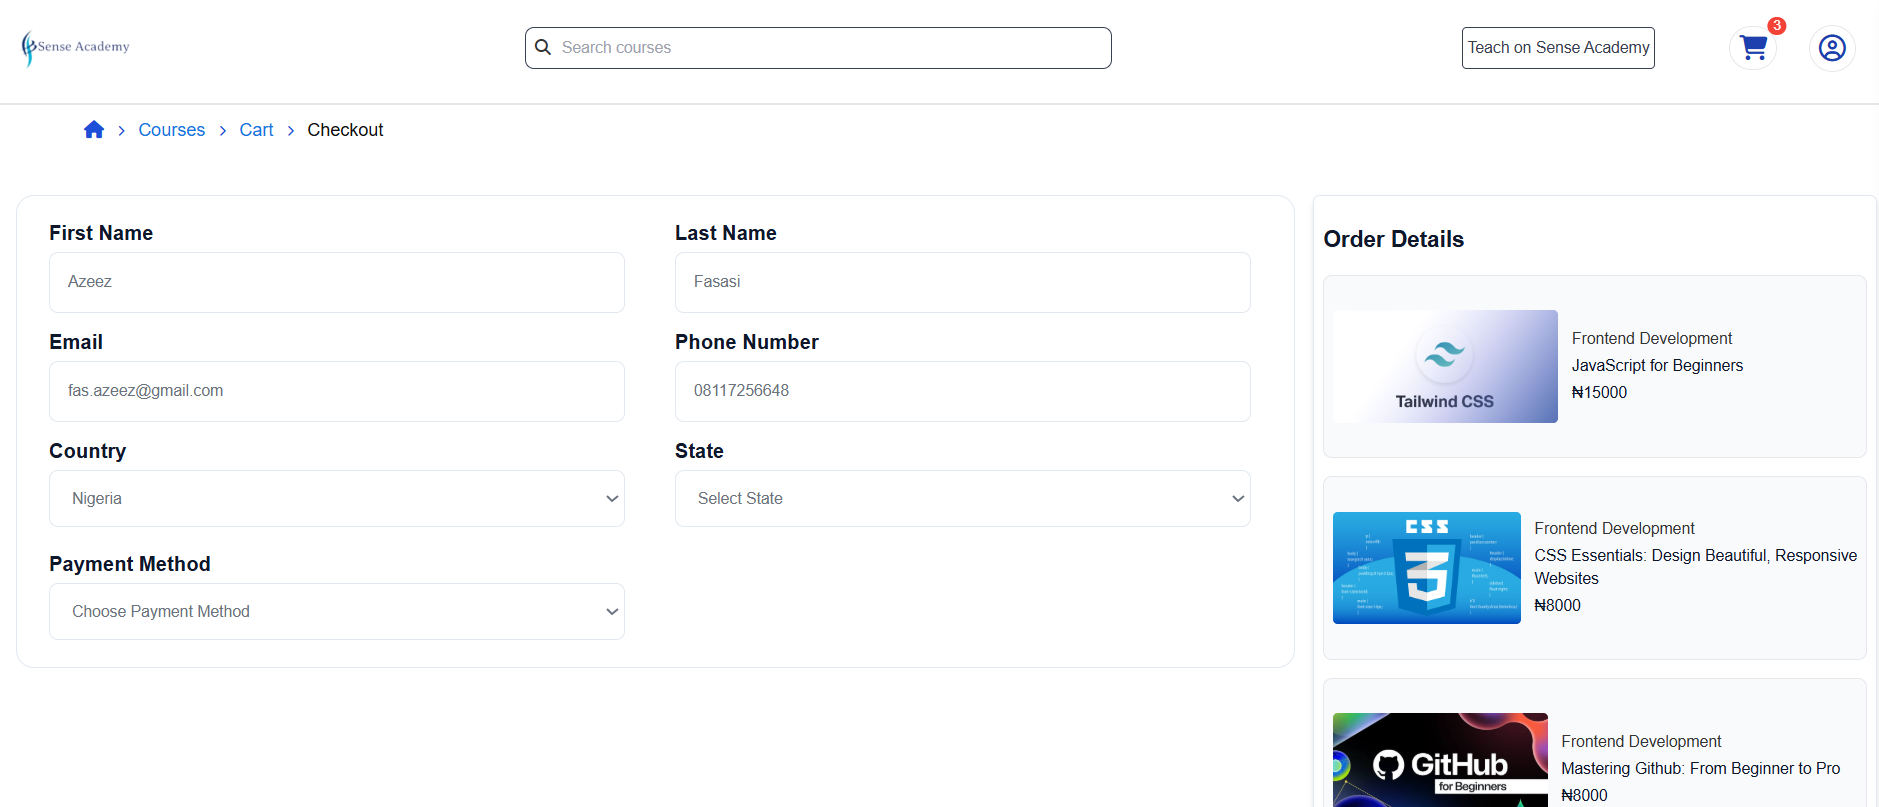 Sense Academy
Search courses
Teach on Sense Academy
3
Courses
Cart
Checkout
First Name
Azeez
Last Name
Fasasi
Email
fas.azeez@gmail.com
Phone Number
08117256648
Country
Nigeria
State
Select State
Payment Method
Choose Payment Method
Order Details
Tailwind CSS
Frontend Development
JavaScript for Beginners
₦15000
CSS
3
Frontend Development
CSS Essentials: Design Beautiful, Responsive
Websites
₦8000
GitHub
for Beginners
Frontend Development
Mastering Github: From Beginner to Pro
₦8000